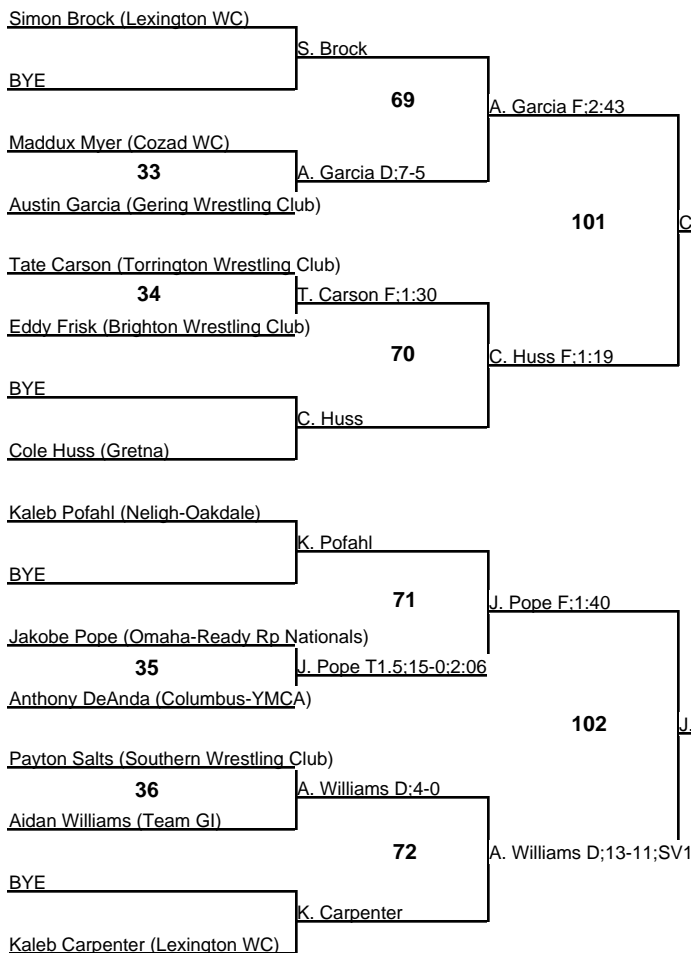 Simon Brock (Lexington WC)
S. Brock
BYE
69
A. Garcia F;2:43
Maddux Myer (Cozad WC)
33
A. Garcia D;7-5
Austin Garcia (Gering Wrestling Club)
101
C
Tate Carson (Torrington Wrestling Club)
34
T. Carson F;1:30
Eddy Frisk (Brighton Wrestling Club)
70
C. Huss F;1:19
BYE
C. Huss
Cole Huss (Gretna)
Kaleb Pofahl (Neligh-Oakdale)
K. Pofahl
BYE
71
J. Pope F;1:40
Jakobe Pope (Omaha-Ready Rp Nationals)
35
J. Pope T1.5;15-0;2:06
Anthony DeAnda (Columbus-YMCA)
102
J.
Payton Salts (Southern Wrestling Club)
36
A. Williams D;4-0
Aidan Williams (Team GI)
72
A. Williams D;13-11;SV1
BYE
K. Carpenter
Kaleb Carpenter (Lexington WC)